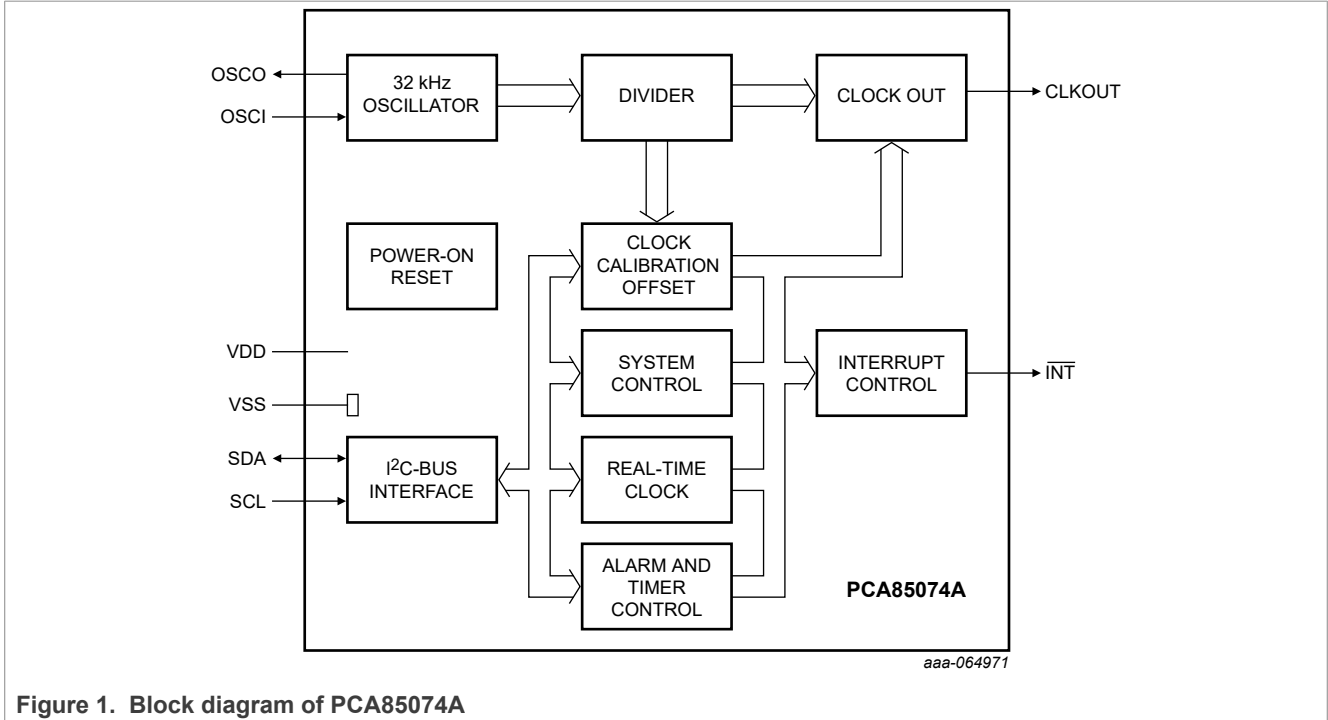 OSCO
OSCI
32 kHz
OSCILLATOR
DIVIDER
CLOCK OUT
CLKOUT
POWER-ON
RESET
CLOCK
CALIBRATION
OFFSET
VDD
VSS
SYSTEM
CONTROL
INTERRUPT
CONTROL
INT
SDA
SCL
I2C-BUS
INTERFACE
REAL-TIME
CLOCK
ALARM AND
TIMER
CONTROL
PCA85074A
aaa-064971
Figure 1. Block diagram of PCA85074A